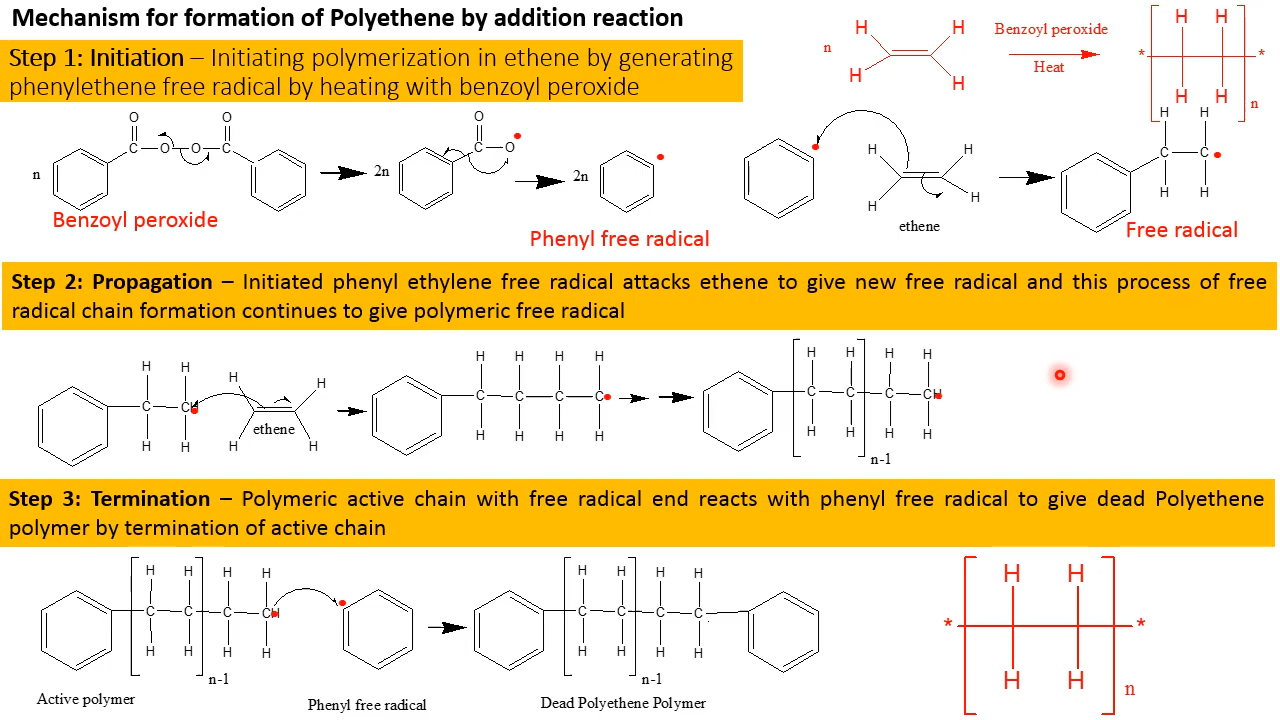 Mechanism for formation of Polyethene by addition reaction
Step 1: Initiation – Initiating polymerization in ethene by generating
phenylethene free radical by heating with benzoyl peroxide
n
H
H
H
H
Benzoyl peroxide
Heat
*
H
H
H
H
*
n
n
O
C
O
O
C
O
Benzoyl peroxide
2n
O
C
O
2n
Phenyl free radical
H
H
H
H
ethene
H
H
C
C
H
H
Free radical
Step 2: Propagation – Initiated phenyl ethylene free radical attacks ethene to give new free radical and this process of free
radical chain formation continues to give polymeric free radical
H
H
C
CH
H
H
H
H
H
H
ethene
H
H
H
H
C
C
C
C
H
H
H
H
H
H
H
H
C
C
C
CH
H
H
H
H
n-1
Step 3: Termination – Polymeric active chain with free radical end reacts with phenyl free radical to give dead Polyethene
polymer by termination of active chain
H
H
H
H
C
C
C
CH
H
H
H
H
n-1
Active polymer
Phenyl free radical
H
H
H
H
C
C
C
C
H
H
H
H
n-1
Dead Polyethene Polymer
*
H
H
H
H
*
n